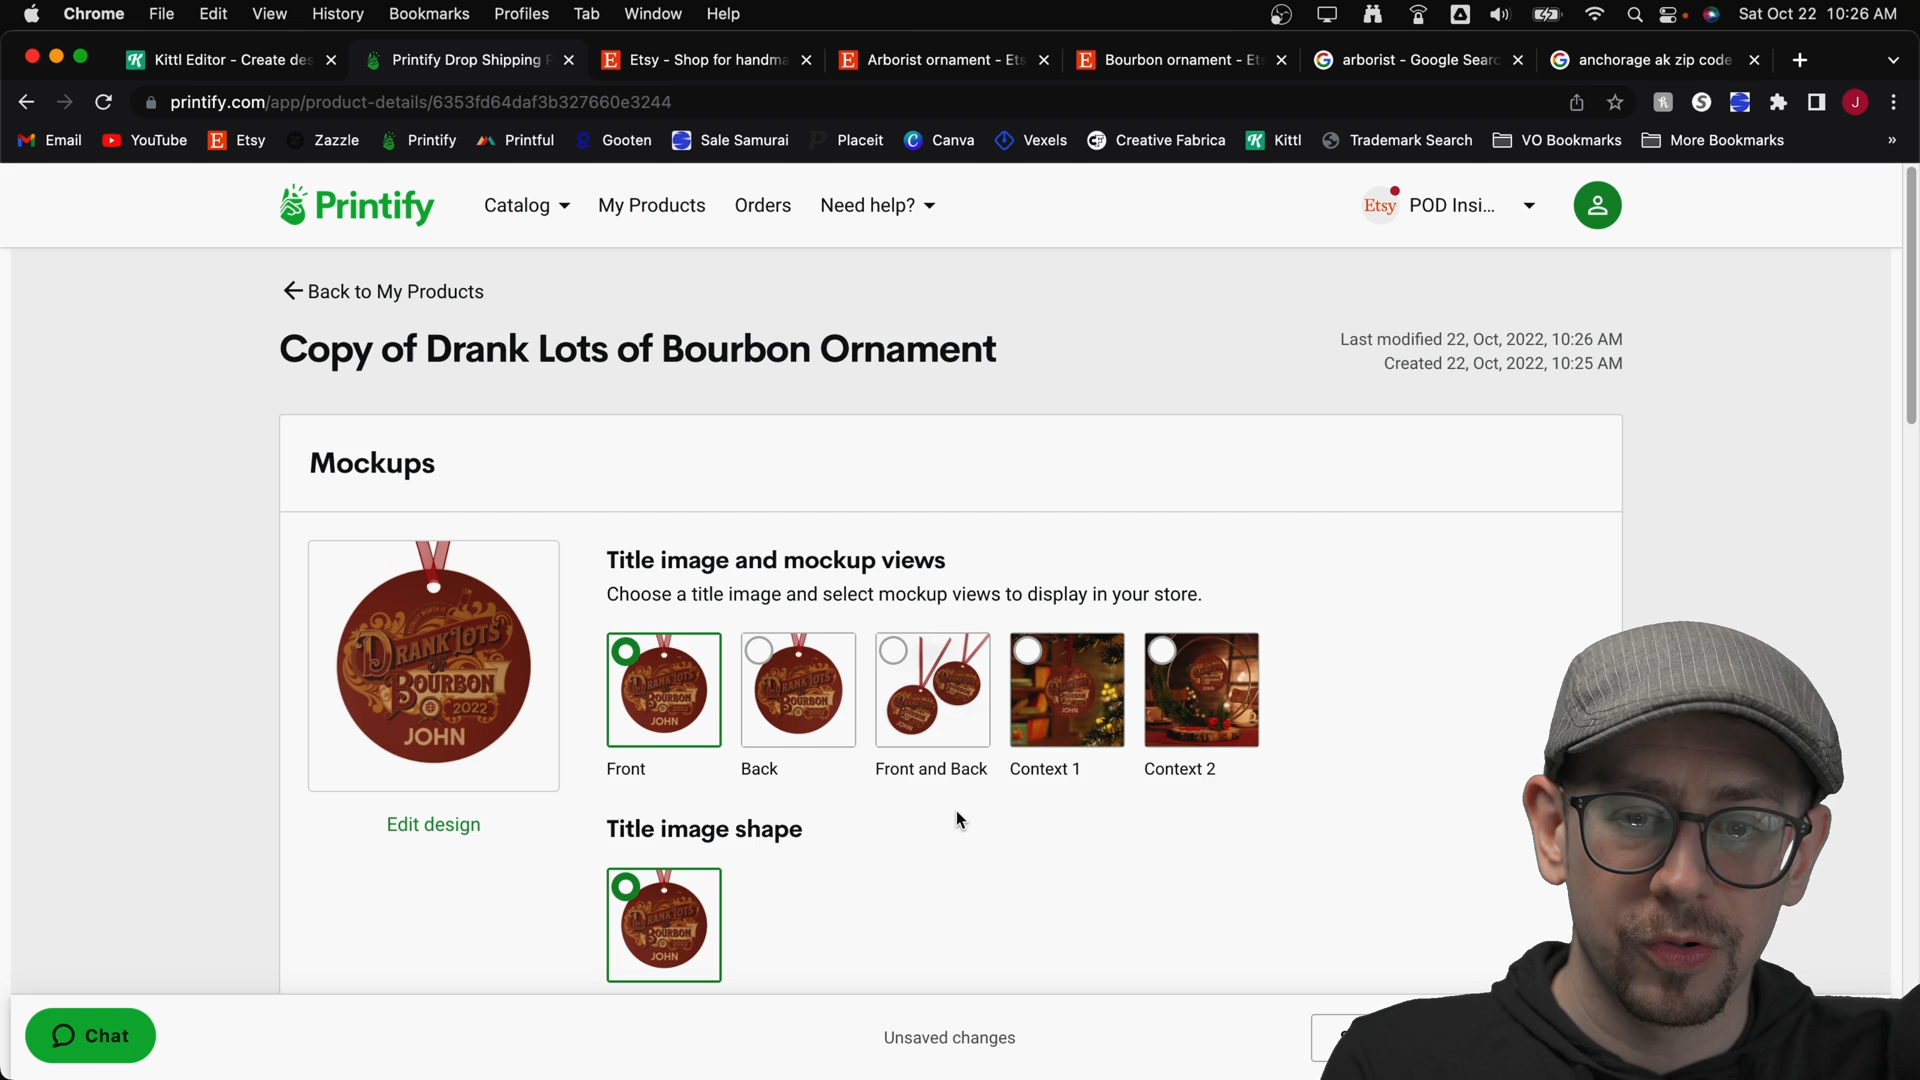 Chrome File Edit View History Bookmarks Profiles Tab Window Help Sat Oct 22 10:26 AM
Kittl Editor - Create des Printify Drop Shipping Etsy - Shop for handma Arborist ornament - Ets Bourbon ornament - Ets arborist - Google Searc anchorage ak zip code
printify.com/app/product-details/6353fd64daf3b327660e3244 J
Email YouTube Etsy Zazzle Printify Printful Gooten Sale Samurai Placeit Canva Vexels Creative Fabrica Kittl Trademark Search VO Bookmarks More Bookmarks »
Printify Catalog My Products Orders Need help? Etsy POD Insi...
Back to My Products
Copy of Drank Lots of Bourbon Ornament
Last modified 22, Oct, 2022, 10:26 AM
Created 22, Oct, 2022, 10:25 AM
Mockups
Title image and mockup views
Choose a title image and select mockup views to display in your store.
DRANK LOTS
OF
BOURBON
2022
JOHN
Front Back Front and Back Context 1 Context 2
Edit design
Title image shape
Chat
Unsaved changes